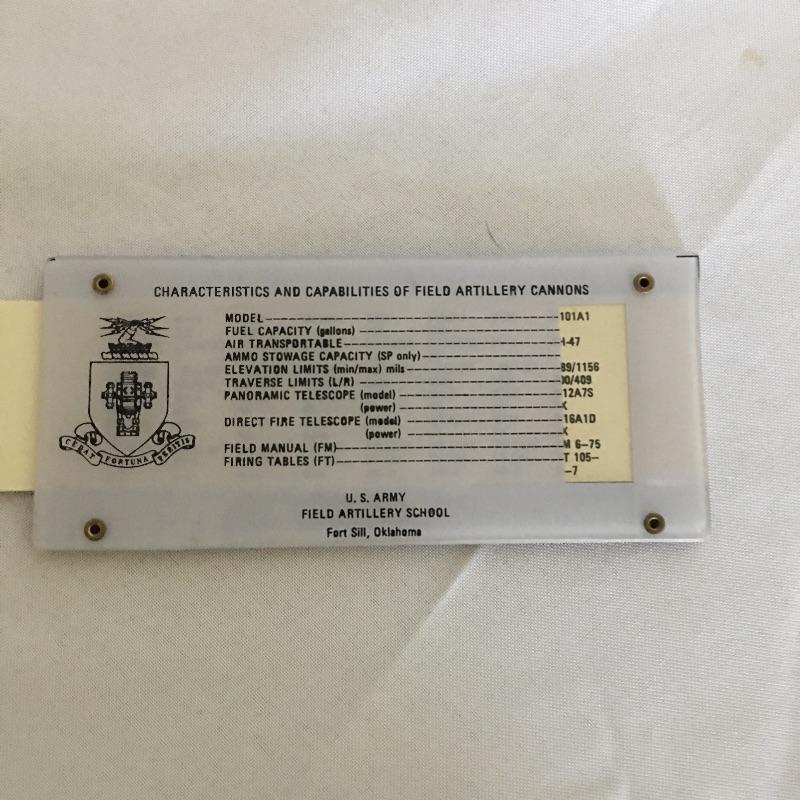 CHARACTERISTICS AND CAPABILITIES OF FIELD ARTILLERY CANNONS
MODEL 101A1
FUEL CAPACITY (gallons)
AIR TRANSPORTABLE -47
AMMO STOWAGE CAPACITY (SP only)
ELEVATION LIMITS (min/max) mils 89/1156
TRAVERSE LIMITS (L/R) 00/409
PANORAMIC TELESCOPE (model) 12A7S
(power) X
DIRECT FIRE TELESCOPE (model) 16A1D
(power) X
FIELD MANUAL (FM) M 6-75
FIRING TABLES (FT) T 105-
-7
CEDAT FORTUNA PERITIS
U. S. ARMY
FIELD ARTILLERY SCHOOL
Fort Sill, Oklahoma